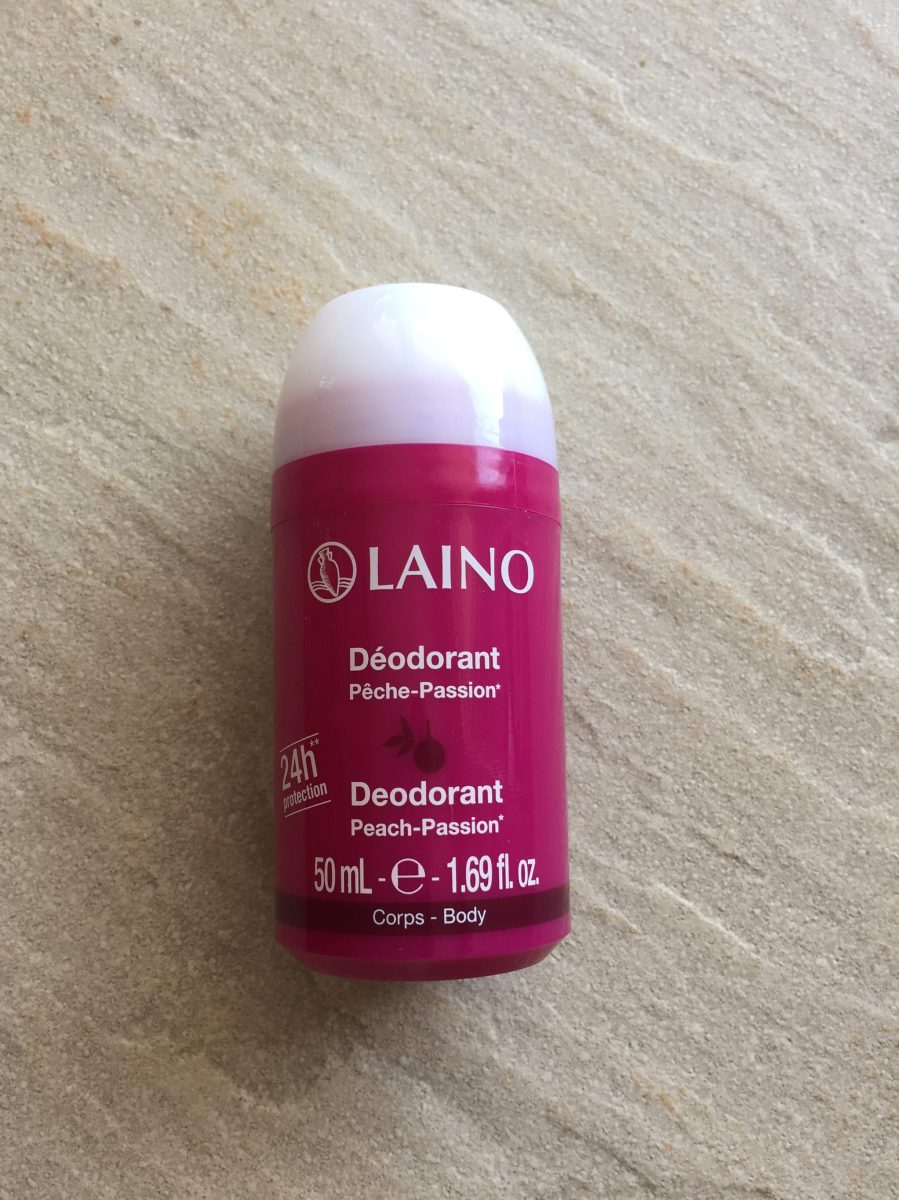 LAINO
Déodorant
Pêche-Passion*
24h**
protection
Deodorant
Peach-Passion*
50 mL - ℮ - 1.69 fl. oz.
Corps - Body